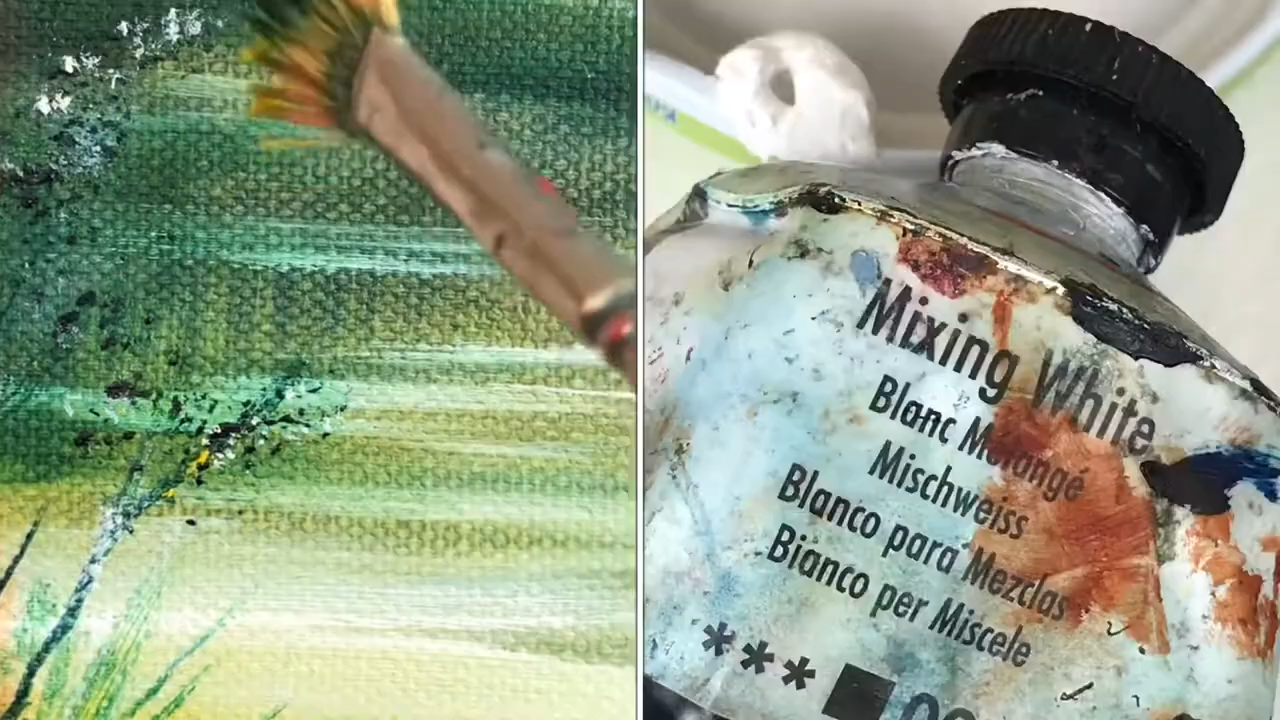 Mixing White
Blanc Mélangé
Mischweiss
Blanco para Mezclas
Bianco per Miscele
***